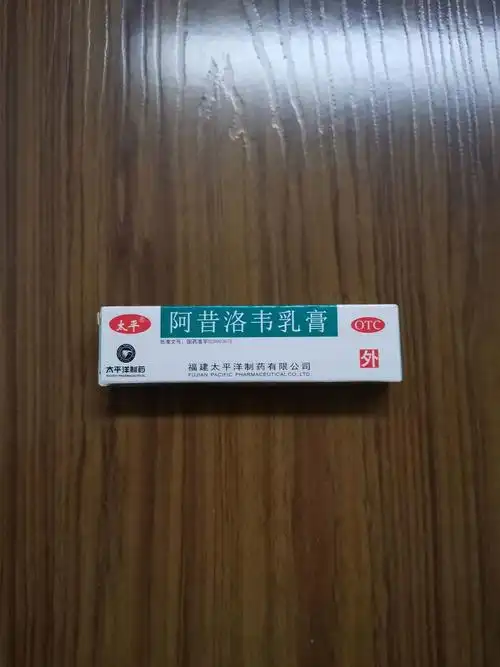 太平®
阿昔洛韦乳膏
OTC
批准文号：国药准字
外
太平洋制药
PACIFIC PHARMACEUTICAL
福建太平洋制药有限公司
FUJIAN PACIFIC PHARMACEUTICAL CO.,LTD.